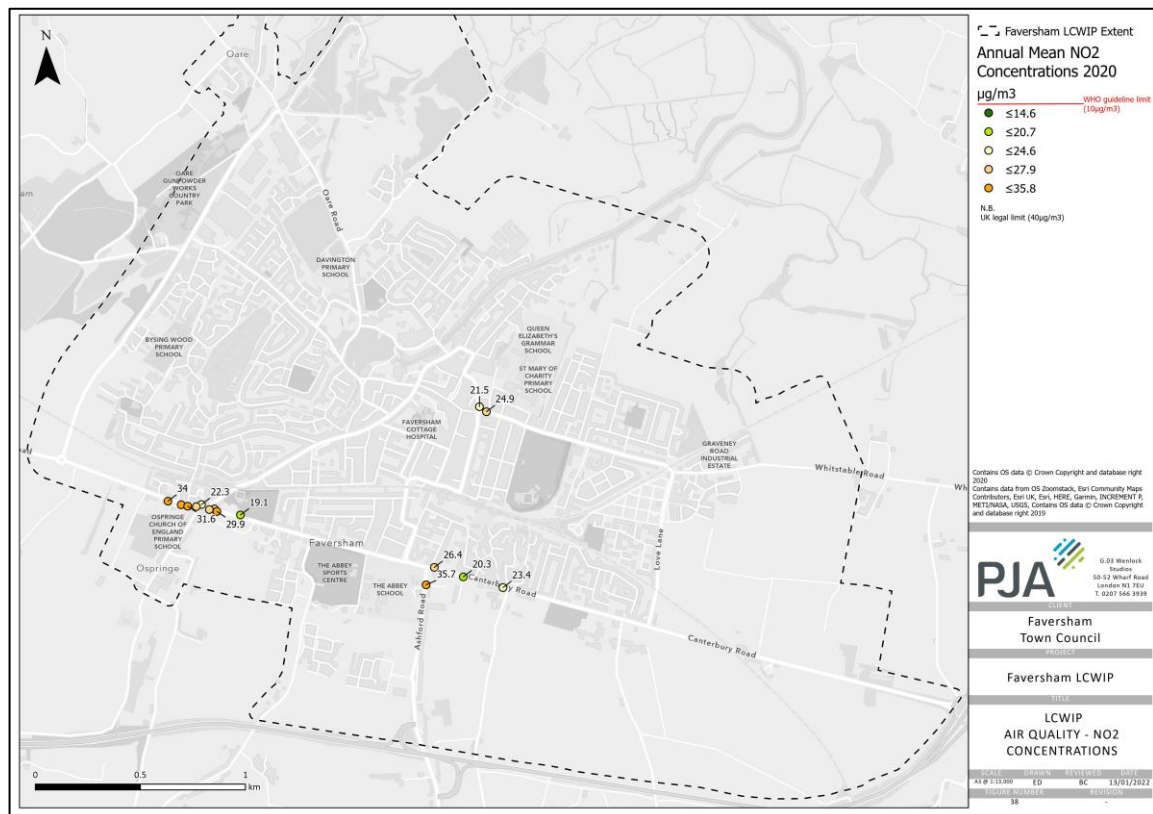 N
Oare
OARE
GUNPOWDER
WORKS
COUNTRY
PARK
Oare Road
DAVINGTON
PRIMARY
SCHOOL
BYSING WOOD
PRIMARY
SCHOOL
QUEEN
ELIZABETH'S
GRAMMAR
SCHOOL
ST MARY OF
CHARITY
PRIMARY
SCHOOL
21.5
24.9
FAVERSHAM
COTTAGE
HOSPITAL
GRAVENEY
ROAD
INDUSTRIAL
ESTATE
Whitstable Road
34
22.3
19.1
31.6
29.9
OSPRINGE
CHURCH OF
ENGLAND
PRIMARY
SCHOOL
Ospringe
Faversham
THE ABBEY
SPORTS
CENTRE
THE ABBEY
SCHOOL
26.4
35.7
20.3
23.4
Canterbury Road
Ashford Road
Love Lane
Canterbury Road
0 0.5 1
km
Faversham LCWIP Extent
Annual Mean NO2
Concentrations 2020
µg/m3
WHO guideline limit
(10µg/m3)
≤14.6
≤20.7
≤24.6
≤27.9
≤35.8
N.B.
UK legal limit (40µg/m3)
Contains OS data © Crown Copyright and database right
2020
Contains data from OS Zoomstack, Esri Community Maps
Contributors, Esri UK, Esri, HERE, Garmin, INCREMENT P,
METI/NASA, USGS, Contains OS data © Crown Copyright
and database right 2019
PJA
G.03 Wenlock
Studios
50-52 Wharf Road
London N1 7EU
T. 0207 566 3939
CLIENT
Faversham
Town Council
PROJECT
Faversham LCWIP
TITLE
LCWIP
AIR QUALITY - NO2
CONCENTRATIONS
SCALE DRAWN REVIEWED DATE
A3 @ 1:13,000 ED BC 13/01/2022
FIGURE NUMBER REVISION
38 -